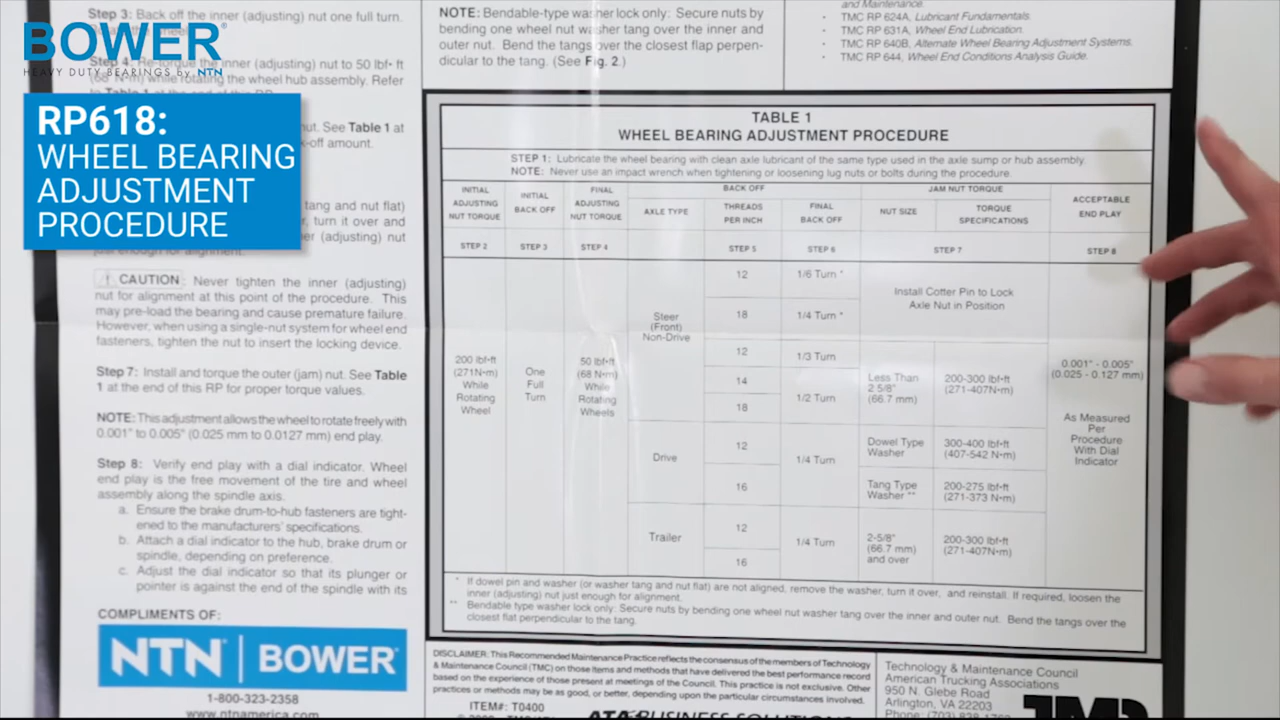 BOWER
HEAVY DUTY BEARINGS by NTN
RP618:
WHEEL BEARING
ADJUSTMENT
PROCEDURE
Step 3: Back off the inner (adjusting) nut one full turn.
Step 4: Re-torque the inner (adjusting) nut to 50 lbf-ft
(68 N•m) while rotating the wheel hub assembly. Refer
nut. See Table 1 at
off amount.
tang and nut flat)
turn it over and
(adjusting) nut
just enough for alignment.
CAUTION: Never tighten the inner (adjusting)
nut for alignment at this point of the procedure. This
may pre-load the bearing and cause premature failure.
However, when using a single-nut system for wheel end
fasteners, tighten the nut to insert the locking device.
Step 7: Install and torque the outer (jam) nut. See Table
1 at the end of this RP for proper torque values.
NOTE: This adjustment allows the wheel to rotate freely with
0.001" to 0.005" (0.025 mm to 0.0127 mm) end play.
Step 8: Verify end play with a dial indicator. Wheel
end play is the free movement of the tire and wheel
assembly along the spindle axis.
a. Ensure the brake drum-to-hub fasteners are tight-
ened to the manufacturers' specifications.
b. Attach a dial indicator to the hub, brake drum or
spindle, depending on preference.
c. Adjust the dial indicator so that its plunger or
pointer is against the end of the spindle with its
COMPLIMENTS OF:
NTN BOWER
1-800-323-2358
www.ntnamerica.com
NOTE: Bendable-type washer lock only: Secure nuts by
bending one wheel nut washer tang over the inner and
outer nut. Bend the tangs over the closest flap perpen-
dicular to the tang. (See Fig. 2.)
and Maintenance.
• TMC RP 624A, Lubricant Fundamentals.
• TMC RP 631A, Wheel End Lubrication.
• TMC RP 640B, Alternate Wheel Bearing Adjustment Systems.
• TMC RP 644, Wheel End Conditions Analysis Guide.
TABLE 1
WHEEL BEARING ADJUSTMENT PROCEDURE
STEP 1: Lubricate the wheel bearing with clean axle lubricant of the same type used in the axle sump or hub assembly.
NOTE: Never use an impact wrench when tightening or loosening lug nuts or bolts during the procedure.
INITIAL ADJUSTING NUT TORQUE
INITIAL BACK OFF
FINAL ADJUSTING NUT TORQUE
BACK OFF
JAM NUT TORQUE
ACCEPTABLE END PLAY
AXLE TYPE
THREADS PER INCH
FINAL BACK OFF
NUT SIZE
TORQUE SPECIFICATIONS
STEP 2 STEP 3 STEP 4 STEP 5 STEP 6 STEP 7 STEP 8
200 lbf•ft
(271N•m)
While
Rotating
Wheel
One
Full
Turn
50 lbf•ft
(68 N•m)
While
Rotating
Wheels
Steer
(Front)
Non-Drive
12 1/6 Turn *
18 1/4 Turn *
Install Cotter Pin to Lock
Axle Nut in Position
12 1/3 Turn
14
18
1/2 Turn
Less Than
2 5/8"
(66.7 mm)
200-300 lbf•ft
(271-407N•m)
Drive
12
16
1/4 Turn
Dowel Type
Washer
300-400 lbf•ft
(407-542 N•m)
Tang Type
Washer **
200-275 lbf•ft
(271-373 N•m)
Trailer
12
16
1/4 Turn
2-5/8"
(66.7 mm)
and over
200-300 lbf•ft
(271-407N•m)
0.001" - 0.005"
(0.025 - 0.127 mm)
As Measured
Per
Procedure
With Dial
Indicator
* If dowel pin and washer (or washer tang and nut flat) are not aligned, remove the washer, turn it over, and reinstall. If required, loosen the
inner (adjusting) nut just enough for alignment.
** Bendable type washer lock only: Secure nuts by bending one wheel nut washer tang over the inner and outer nut. Bend the tangs over the
closest flat perpendicular to the tang.
DISCLAIMER: This Recommended Maintenance Practice reflects the consensus of the members of Technology
& Maintenance Council (TMC) on those items and methods that have delivered the best performance record
based on the experience of those present at meetings of the Council. This practice is not exclusive. Other
practices or methods may be as good, or better, depending upon the particular circumstances involved.
ITEM#: T0400
ATA BUSINESS SOLUTIONS
Technology & Maintenance Council
American Trucking Associations
950 N. Glebe Road
Arlington, VA 22203
Phone: (703)